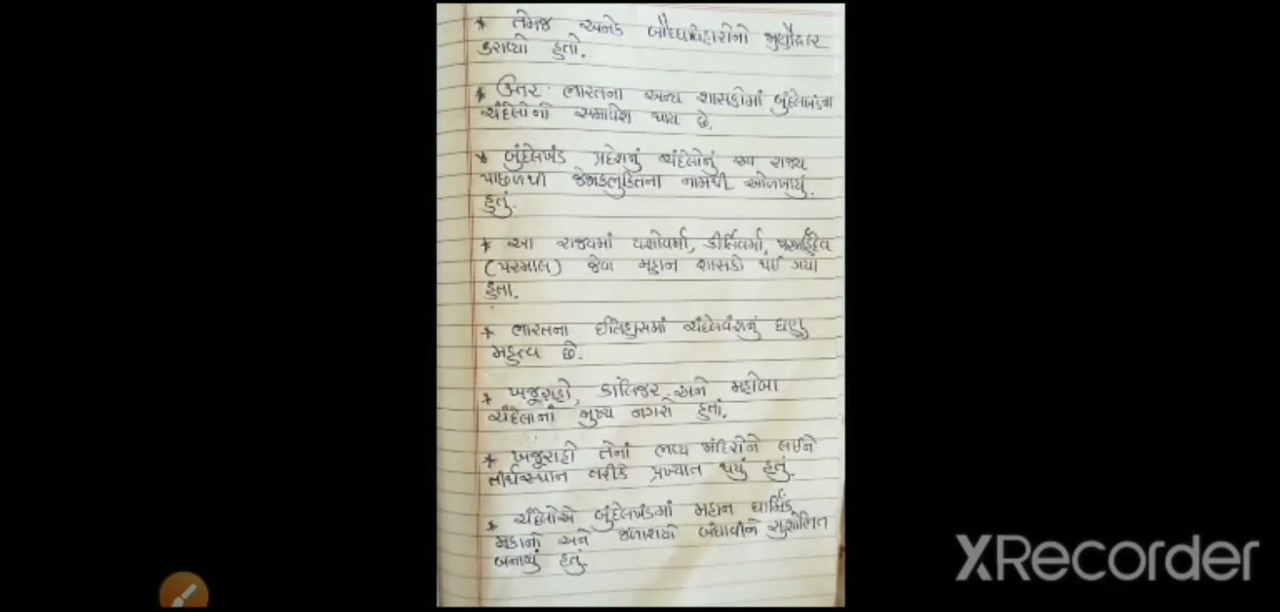 * તેમજ અનેક બૌધ્ધવિહારોનો જીર્ણોદ્ધાર
કરાવ્યો હતો.
* ઉત્તર ભારતના અન્ય શાસકોમાં બુંદેલખંડના
ચંદેલોનો સમાવેશ થાય છે.
* બુંદેલખંડ પ્રદેશનું ચંદેલોનું આ રાજ્ય
પાછળથી જેજાકભુક્તિના નામથી ઓળખાયું
હતું.
* આ રાજ્યમાં યશોવર્મા, કીર્તિવર્મા, પરમર્દિદેવ
(પરમાલ) જેવા મહાન શાસકો થઈ ગયા
હતા.
* ભારતના ઈતિહાસમાં ચંદેલવંશનું ઘણુ
મહત્વ છે.
* ખજૂરાહો, કાલિંજર અને મહોબા
ચંદેલોનાં મુખ્ય નગરો હતાં.
* ખજૂરાહો તેનાં ભવ્ય મંદિરોને લઈને
તીર્થસ્થાન તરીકે પ્રખ્યાત થયું હતું.
* ચંદેલોએ બુંદેલખંડમાં મહાન ધાર્મિક
મકાનો અને જળાશયો બંધાવીને સુશોભિત
બનાવ્યું હતું.
XRecorder